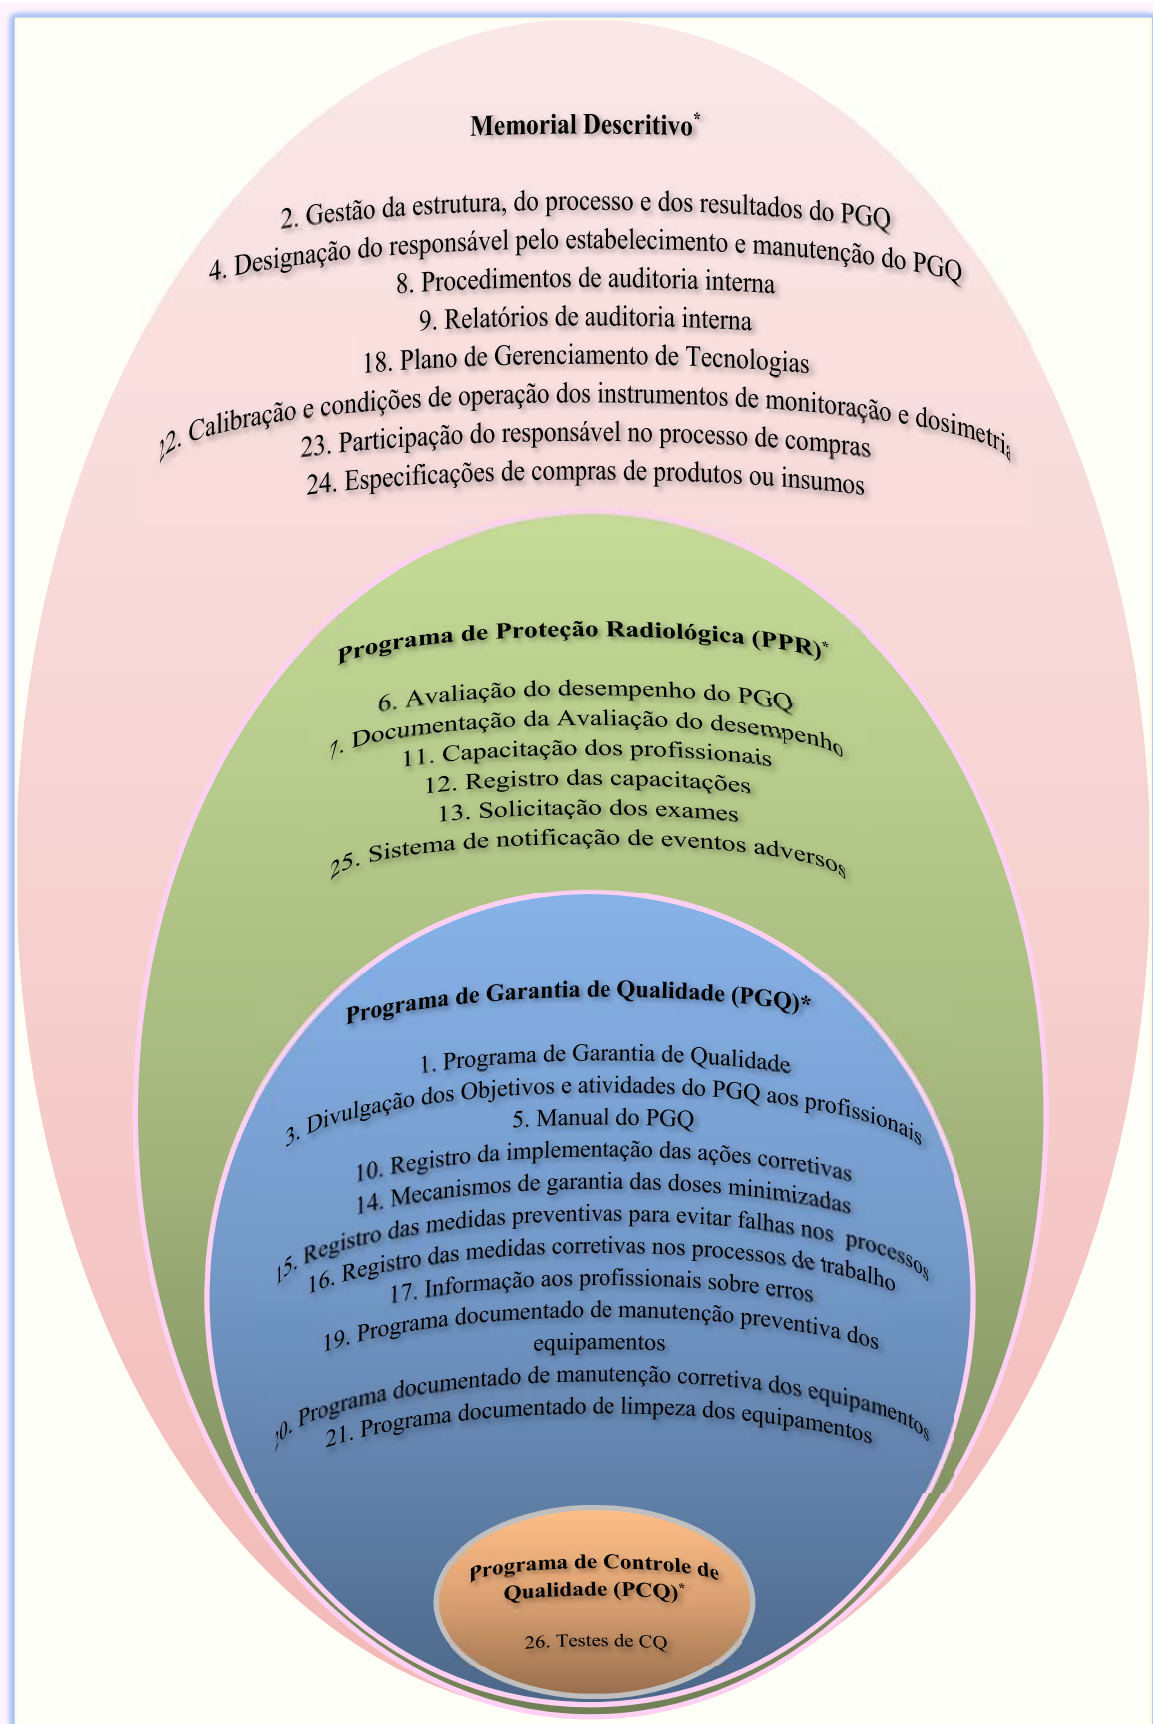 Memorial Descritivo*
2. Gestão da estrutura, do processo e dos resultados do PGQ
4. Designação do responsável pelo estabelecimento e manutenção do PGQ
8. Procedimentos de auditoria interna
9. Relatórios de auditoria interna
18. Plano de Gerenciamento de Tecnologias
22. Calibração e condições de operação dos instrumentos de monitoração e dosimetria
23. Participação do responsável no processo de compras
24. Especificações de compras de produtos ou insumos
Programa de Proteção Radiológica (PPR)*
6. Avaliação do desempenho do PGQ
7. Documentação da Avaliação do desempenho
11. Capacitação dos profissionais
12. Registro das capacitações
13. Solicitação dos exames
25. Sistema de notificação de eventos adversos
Programa de Garantia de Qualidade (PGQ)*
1. Programa de Garantia de Qualidade
3. Divulgação dos Objetivos e atividades do PGQ aos profissionais
5. Manual do PGQ
10. Registro da implementação das ações corretivas
14. Mecanismos de garantia das doses minimizadas
15. Registro das medidas preventivas para evitar falhas nos processos
16. Registro das medidas corretivas nos processos de trabalho
17. Informação aos profissionais sobre erros
19. Programa documentado de manutenção preventiva dos
equipamentos
20. Programa documentado de manutenção corretiva dos equipamentos
21. Programa documentado de limpeza dos equipamentos
Programa de Controle de
Qualidade (PCQ)*
26. Testes de CQ